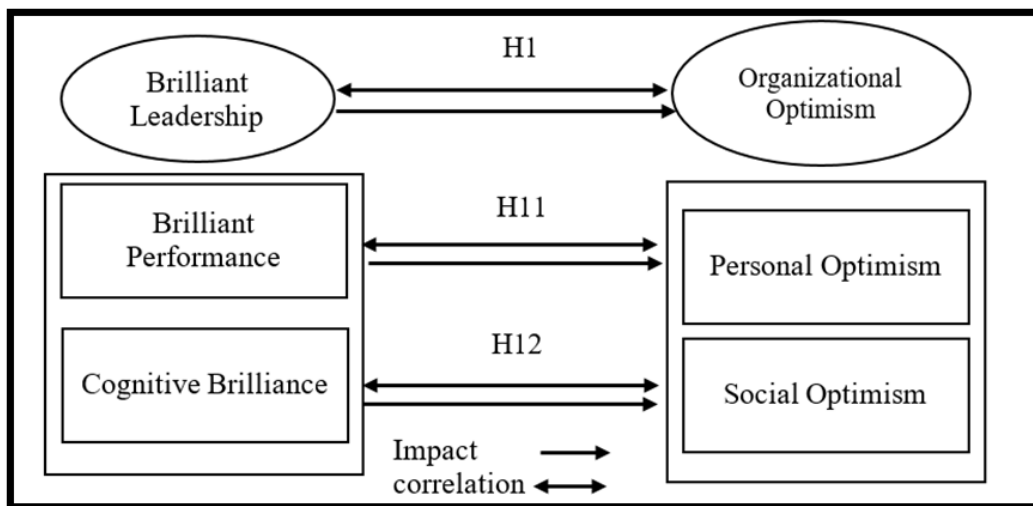 H1
Brilliant
Leadership
Organizational
Optimism
H11
Brilliant
Performance
Personal Optimism
H12
Cognitive Brilliance
Social Optimism
Impact
correlation